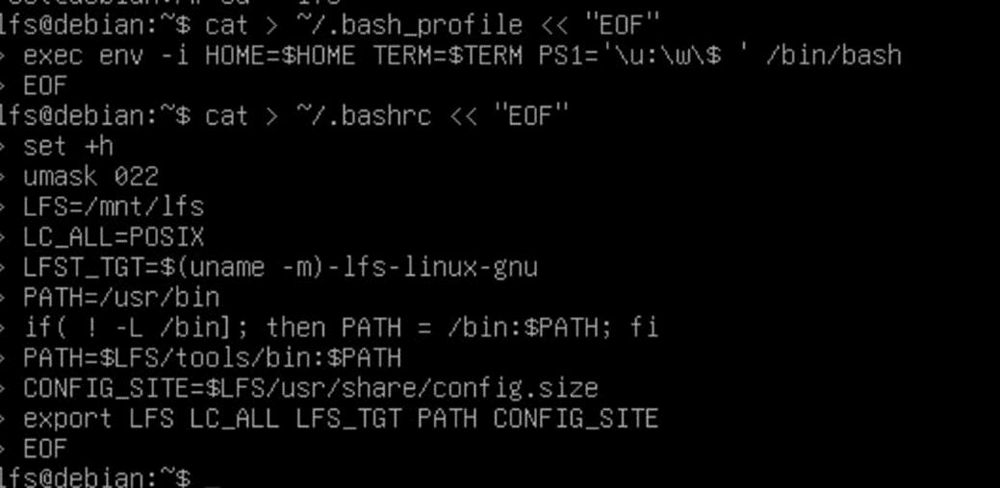 lfs@debian:~$ cat > ~/.bash_profile << "EOF"
> exec env -i HOME=$HOME TERM=$TERM PS1='\u:\w\$ ' /bin/bash
> EOF
lfs@debian:~$ cat > ~/.bashrc << "EOF"
> set +h
> umask 022
> LFS=/mnt/lfs
> LC_ALL=POSIX
> LFST_TGT=$(uname -m)-lfs-linux-gnu
> PATH=/usr/bin
> if( ! -L /bin]; then PATH = /bin:$PATH; fi
> PATH=$LFS/tools/bin:$PATH
> CONFIG_SITE=$LFS/usr/share/config.size
> export LFS LC_ALL LFS_TGT PATH CONFIG_SITE
> EOF
lfs@debian:~$ _